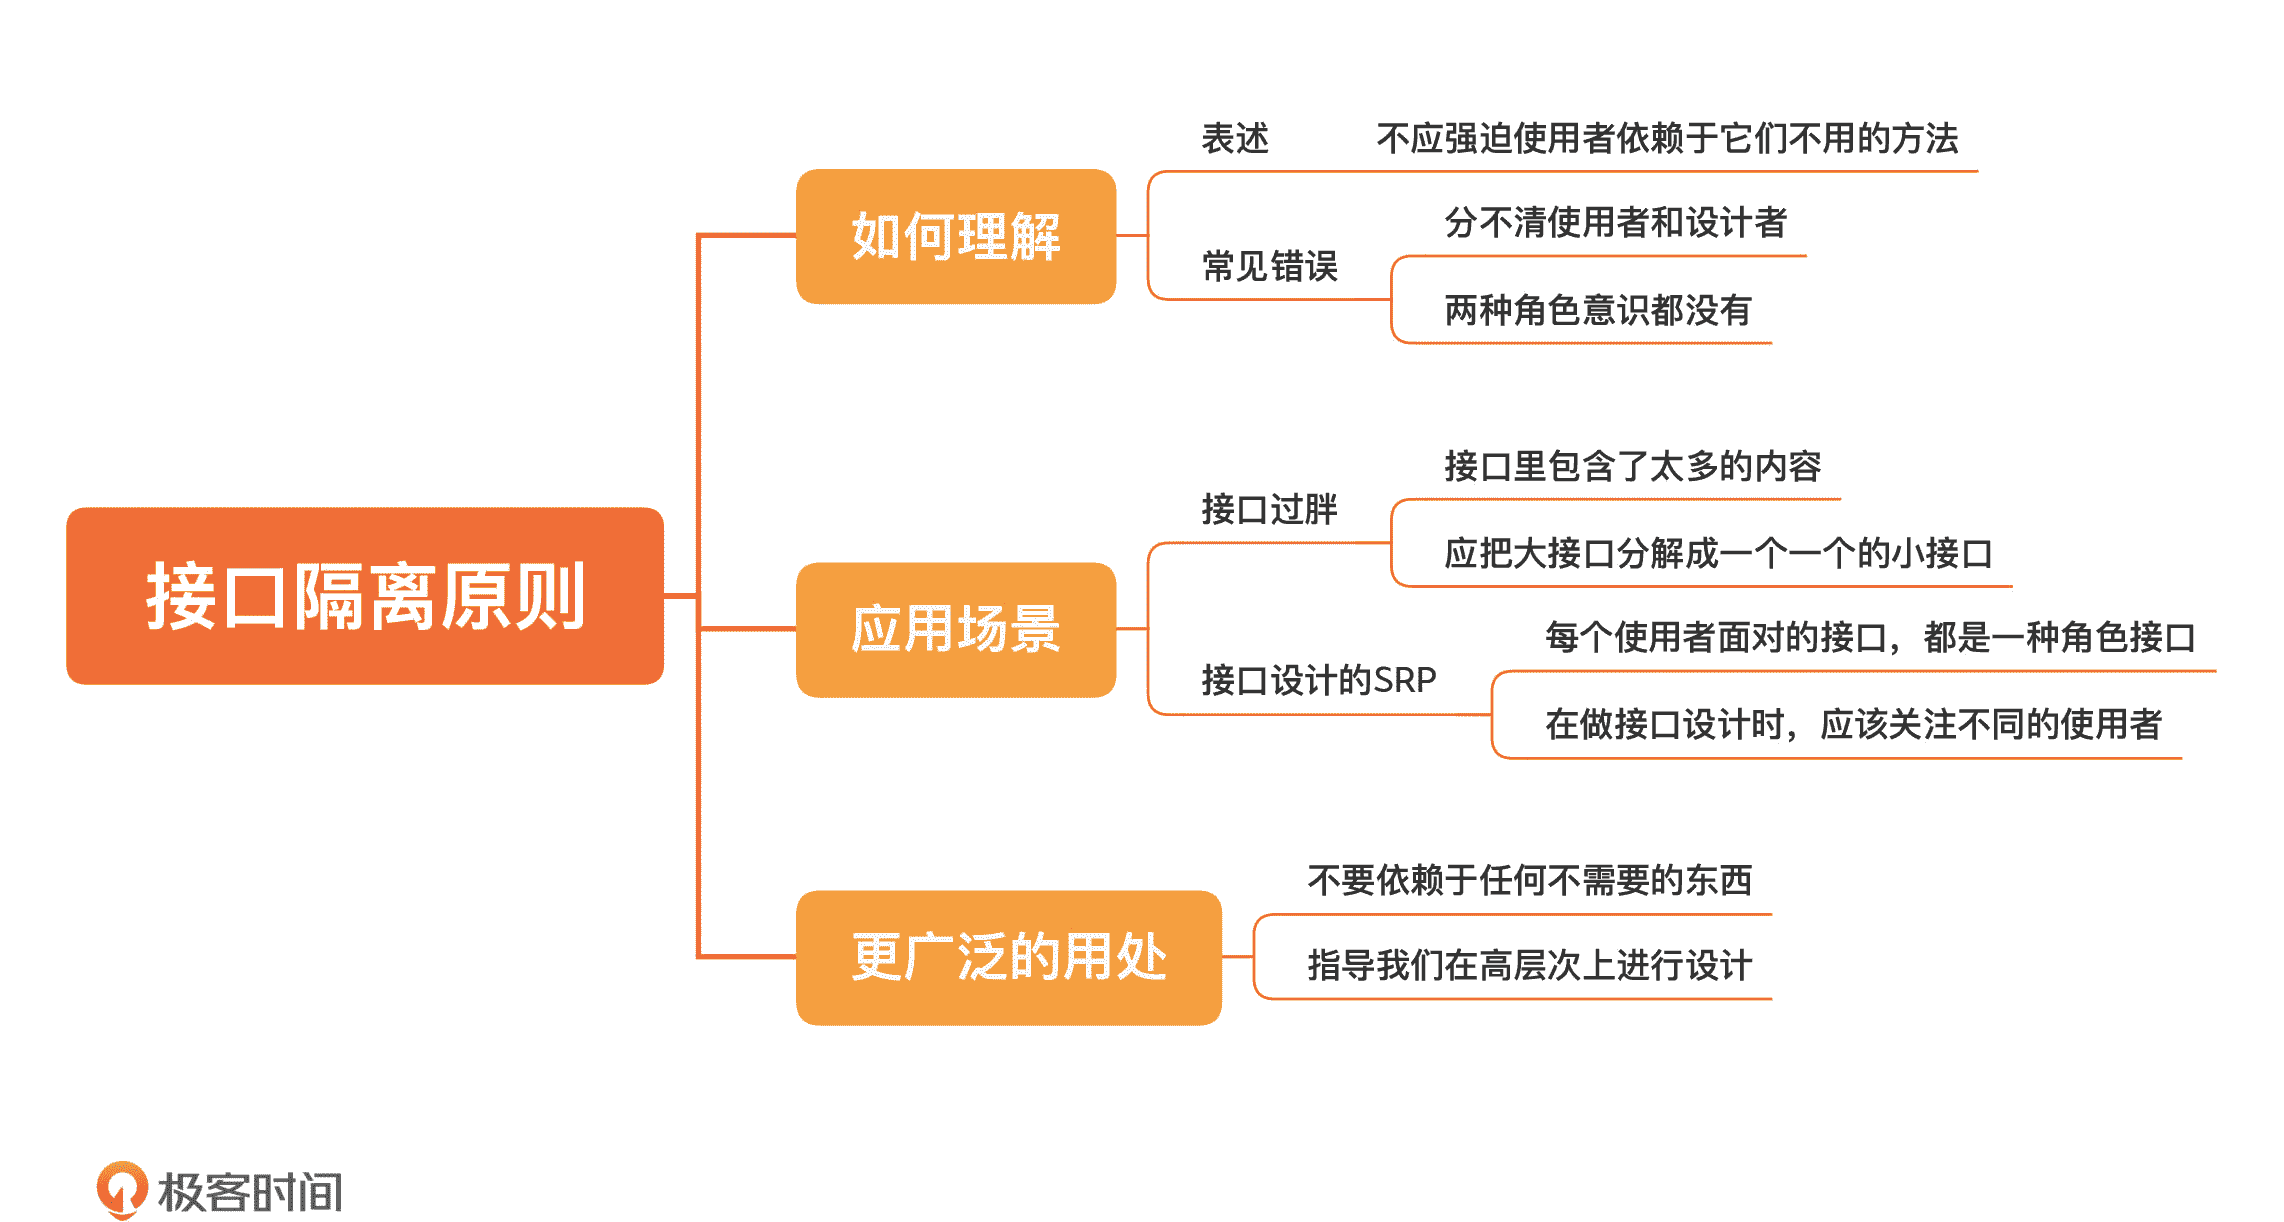 接口隔离原则
如何理解
表述
不应强迫使用者依赖于它们不用的方法
常见错误
分不清使用者和设计者
两种角色意识都没有
应用场景
接口过胖
接口里包含了太多的内容
应把大接口分解成一个一个的小接口
接口设计的SRP
每个使用者面对的接口，都是一种角色接口
在做接口设计时，应该关注不同的使用者
更广泛的用处
不要依赖于任何不需要的东西
指导我们在高层次上进行设计
极客时间